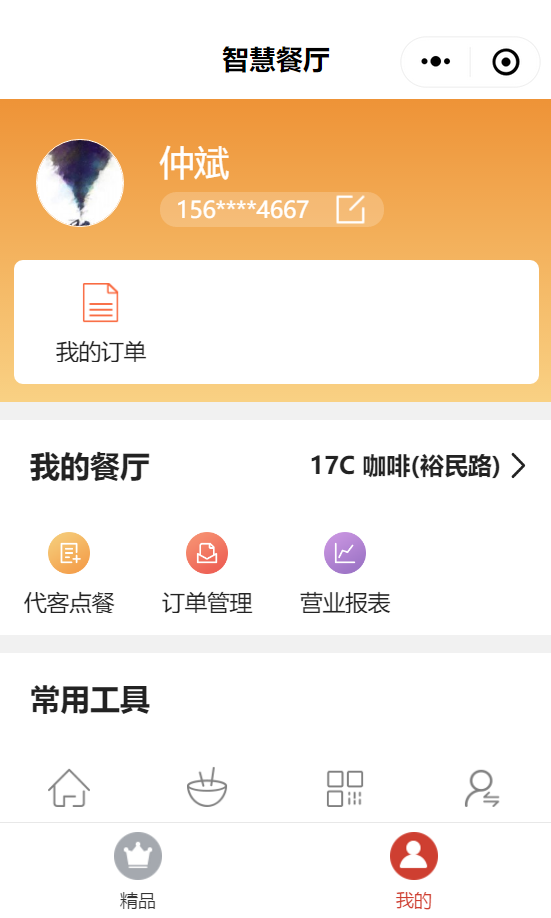 智慧餐厅
仲斌
156****4667
我的订单
我的餐厅
17C 咖啡(裕民路)
代客点餐
订单管理
营业报表
常用工具
精品
我的